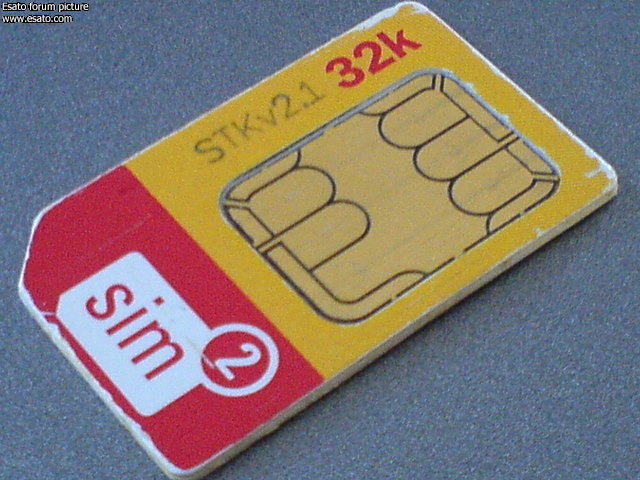 Esato forum picture
www.esato.com
32k
STKv2.1
sim
2